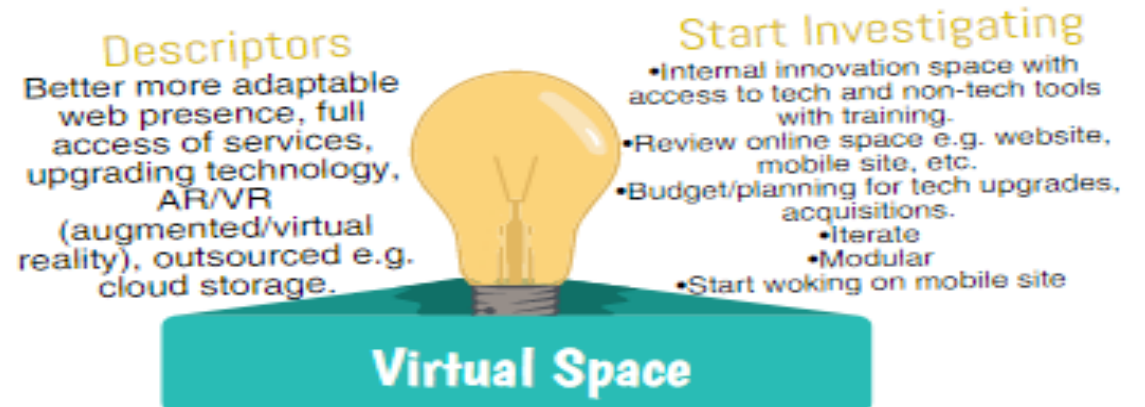 Descriptors
Better more adaptable
web presence, full
access of services,
upgrading technology,
AR/VR
(augmented/virtual
reality), outsourced e.g.
cloud storage.
Start Investigating
•Internal innovation space with
access to tech and non-tech tools
with training.
•Review online space e.g. website,
mobile site, etc.
•Budget/planning for tech upgrades,
acquisitions.
•Iterate
•Modular
•Start woking on mobile site
Virtual Space